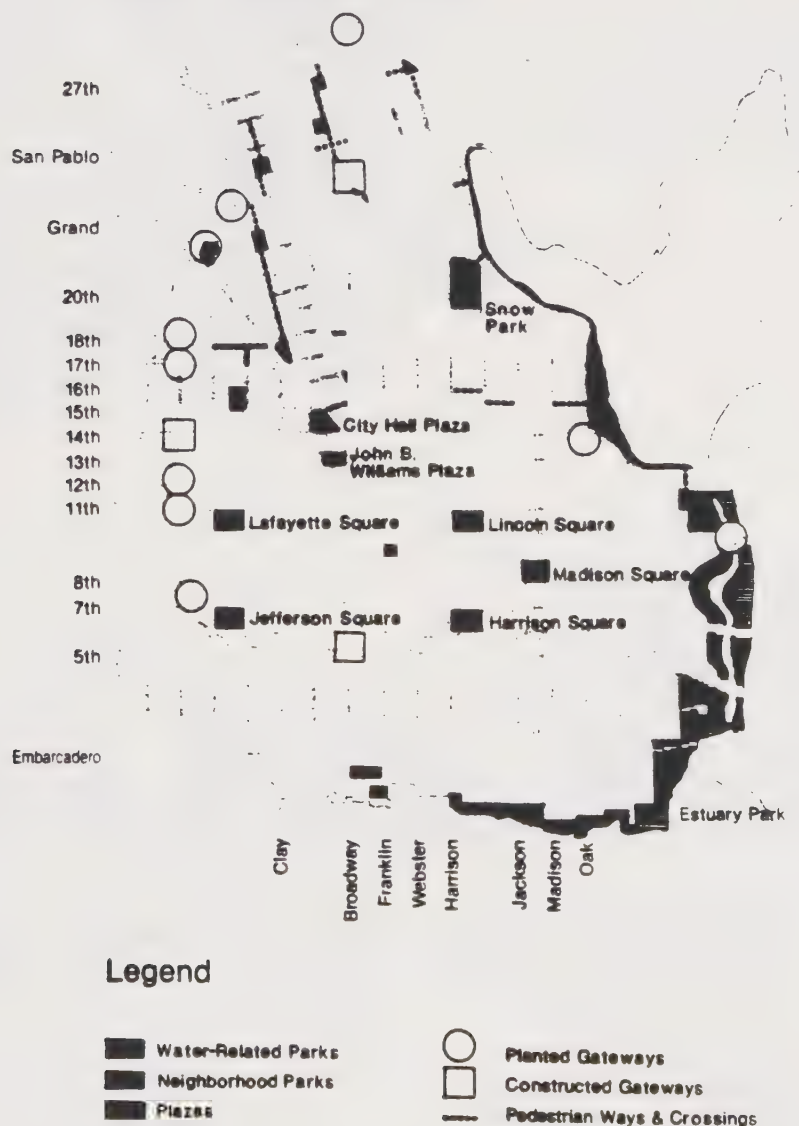 27th
San Pablo
Grand
20th
Snow
Park
18th
17th
16th
15th
14th
City Hall Plaza
13th
John B.
Williams Plaza
12th
11th
Lafayette Square
Lincoln Square
8th
Madison Square
7th
Jefferson Square
Harrison Square
5th
Embarcadero
Estuary Park
Clay
Broadway
Franklin
Webster
Harrison
Jackson
Madison
Oak
Legend
Water-Related Parks
Neighborhood Parks
Plazas
Planted Gateways
Constructed Gateways
Pedestrian Ways & Crossings